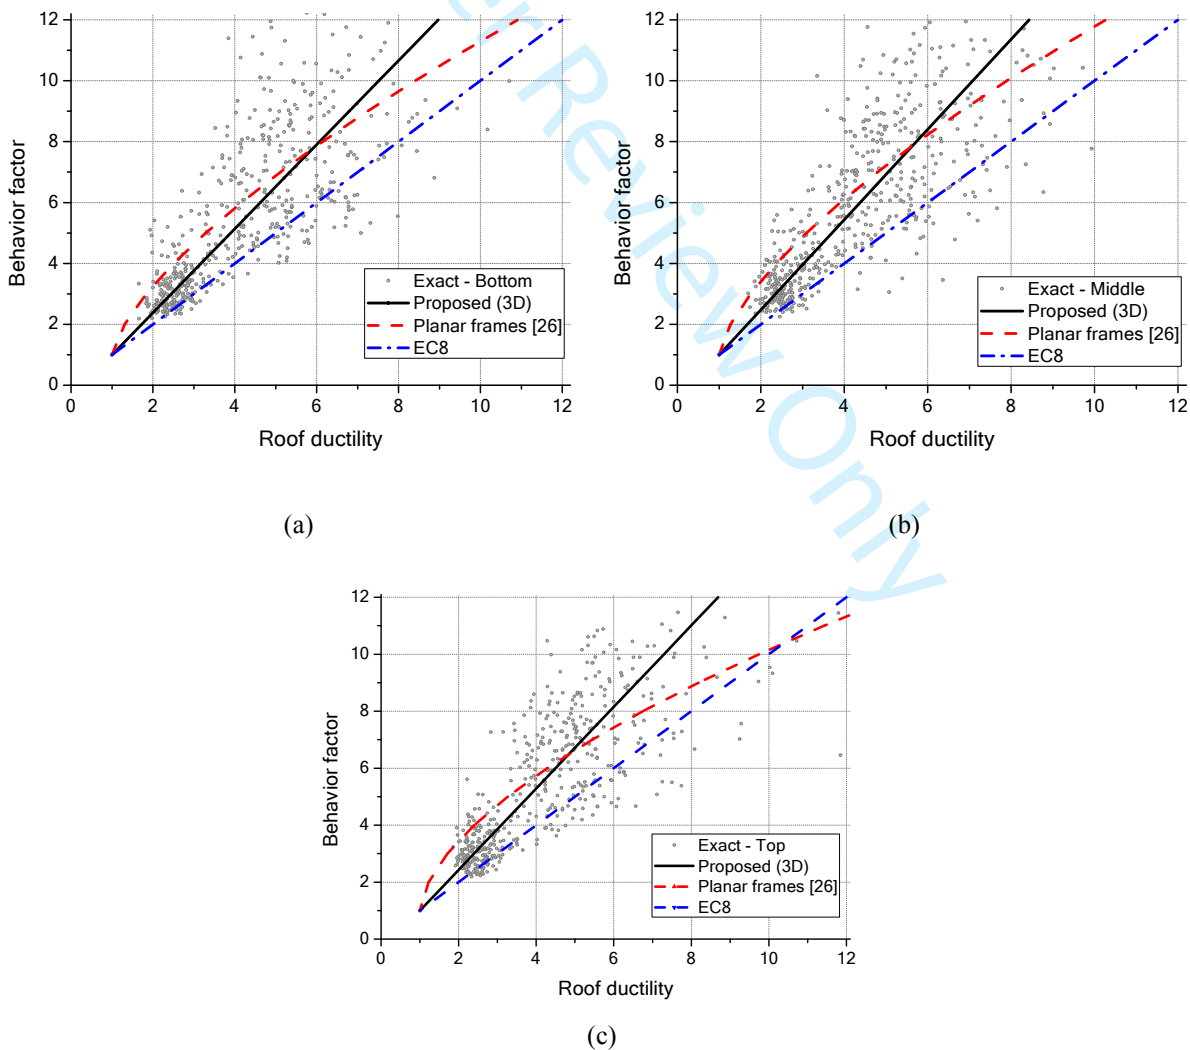 12
10
8
6
4
2
0
0 2 4 6 8 10 12
Behavior factor
Roof ductility
Exact - Bottom
Proposed (3D)
Planar frames [26]
EC8
(a)
12
10
8
6
4
2
0
0 2 4 6 8 10 12
Behavior factor
Roof ductility
Exact - Middle
Proposed (3D)
Planar frames [26]
EC8
(b)
12
10
8
6
4
2
0
0 2 4 6 8 10 12
Behavior factor
Roof ductility
Exact - Top
Proposed (3D)
Planar frames [26]
EC8
(c)
er Review Only